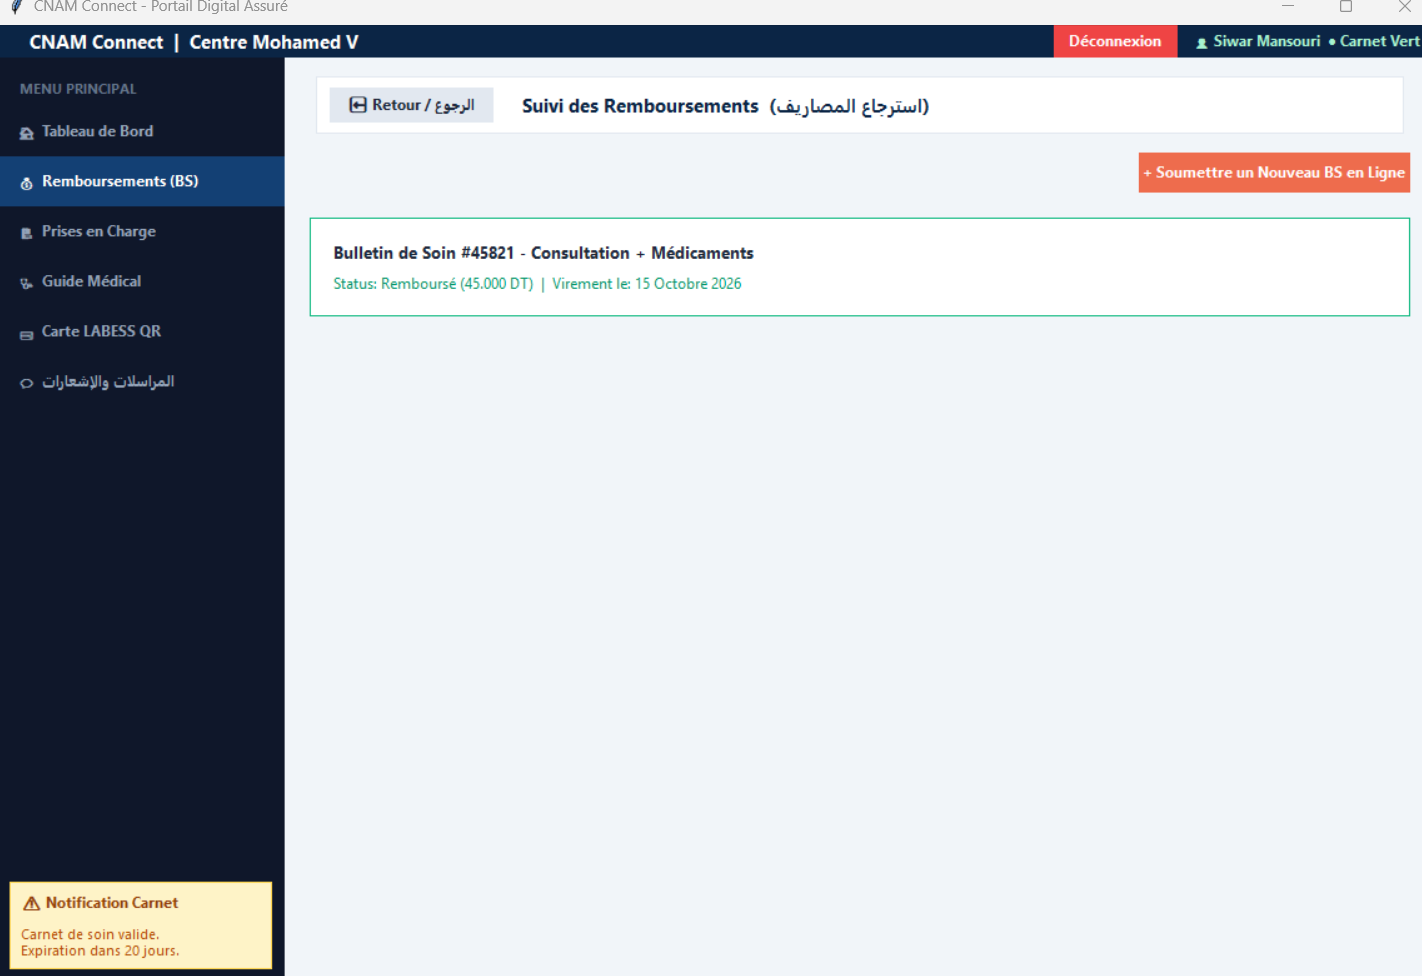 CNAM Connect - Portail Digital Assuré
CNAM Connect | Centre Mohamed V
Déconnexion
Siwar Mansouri • Carnet Vert
MENU PRINCIPAL
Tableau de Bord
Remboursements (BS)
Prises en Charge
Guide Médical
Carte LABESS QR
المراسلات والإشعارات
Retour / الرجوع
Suivi des Remboursements (استرجاع المصاريف)
+ Soumettre un Nouveau BS en Ligne
Bulletin de Soin #45821 - Consultation + Médicaments
Status: Remboursé (45.000 DT) | Virement le: 15 Octobre 2026
Notification Carnet
Carnet de soin valide.
Expiration dans 20 jours.